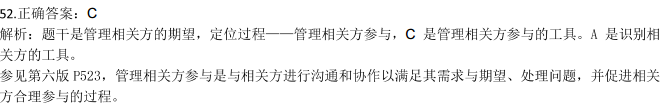 52.正确答案：C
解析：题干是管理相关方的期望，定位过程——管理相关方参与，C 是管理相关方参与的工具。A 是识别相
关方的工具。
参见第六版 P523，管理相关方参与是与相关方进行沟通和协作以满足其需求与期望、处理问题，并促进相关
方合理参与的过程。